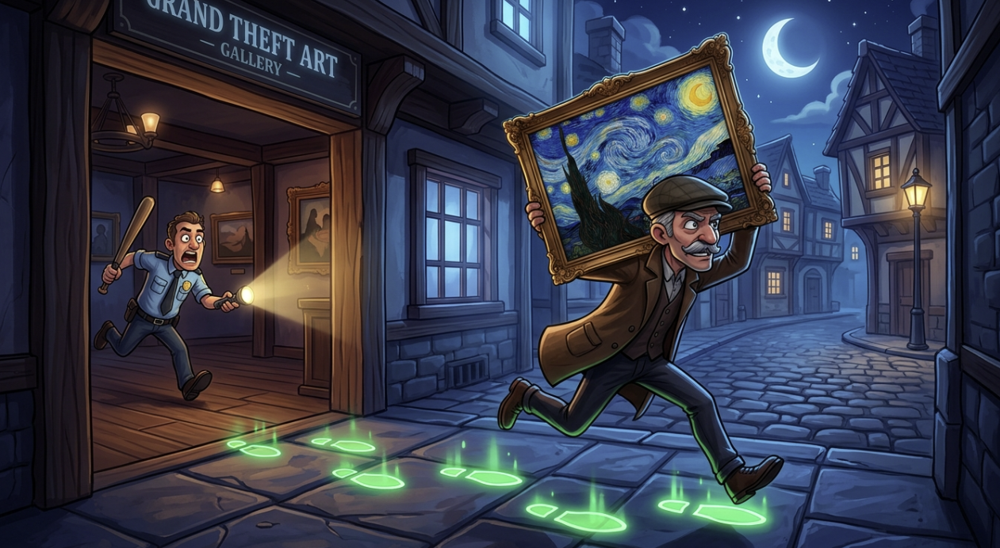 GRAND THEFT ART
— GALLERY —